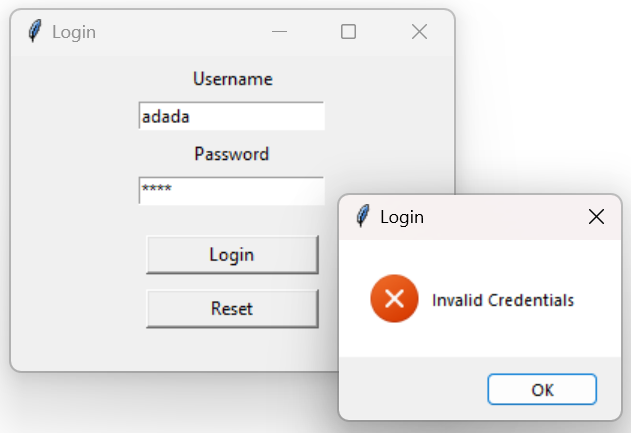 Login
Username
adada
Password
****
Login
Reset
Login
Invalid Credentials
OK